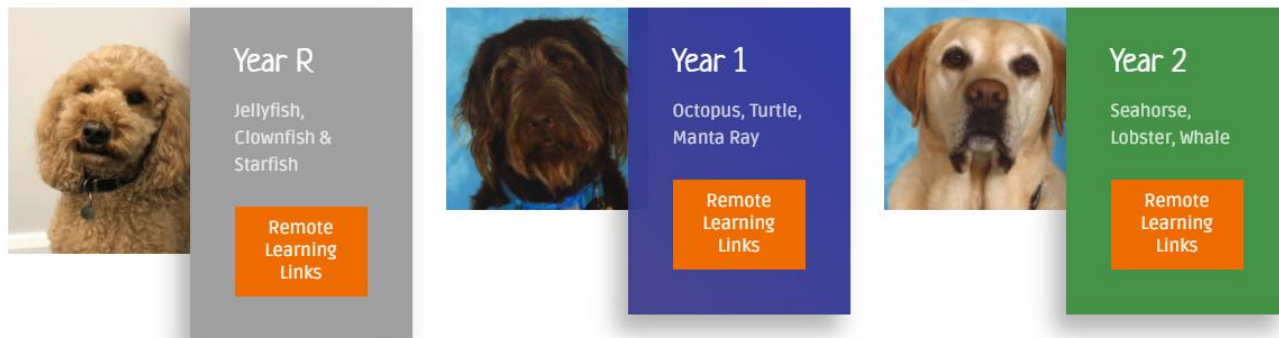 Year R
Jellyfish,
Clownfish &
Starfish
Remote
Learning
Links
Year 1
Octopus, Turtle,
Manta Ray
Remote
Learning
Links
Year 2
Seahorse,
Lobster, Whale
Remote
Learning
Links